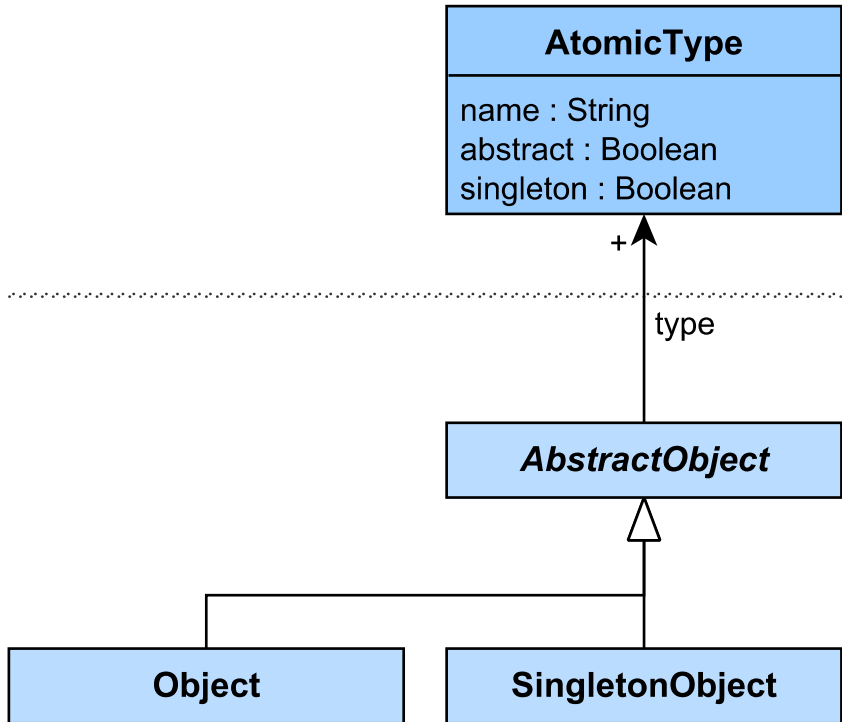 AtomicType
name : String
abstract : Boolean
singleton : Boolean
+
type
AbstractObject
Object
SingletonObject